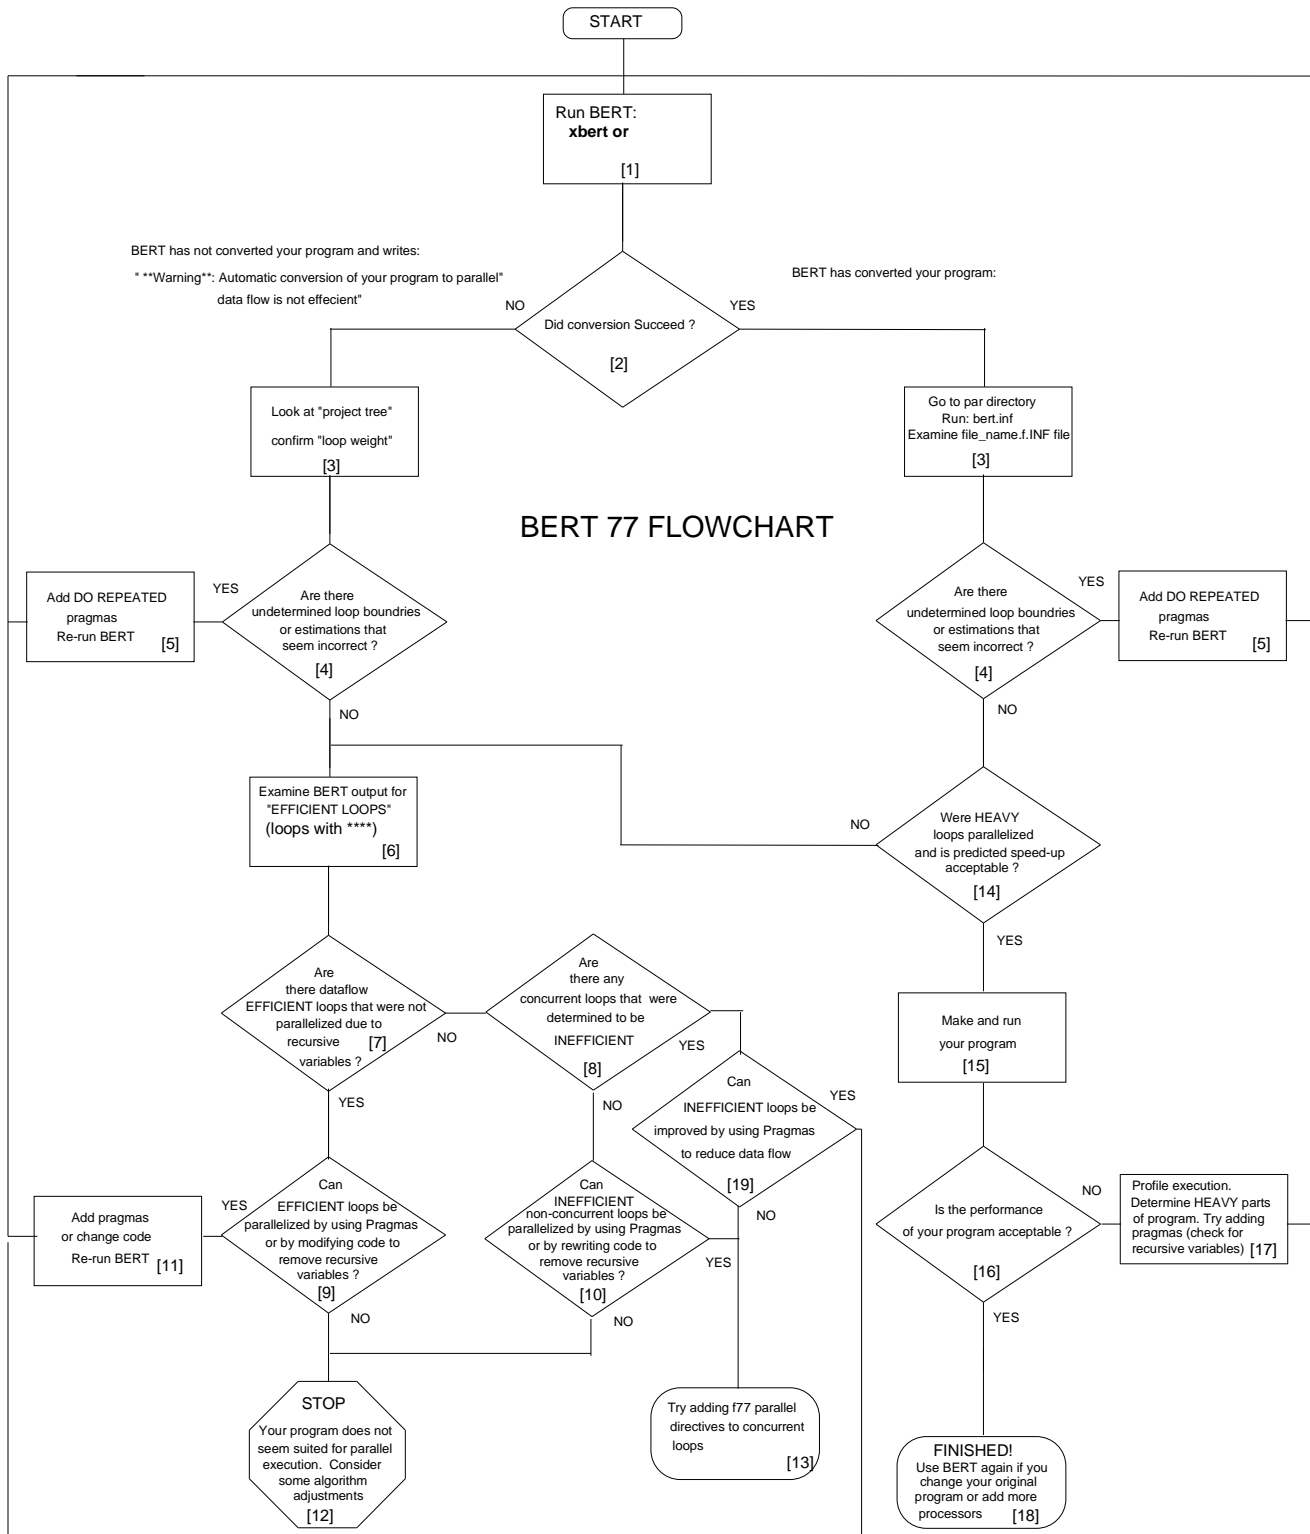 START
Run BERT:
xbert or
[1]
BERT has not converted your program and writes:
" **Warning**: Automatic conversion of your program to parallel"
data flow is not effecient"
BERT has converted your program:
NO
YES
Did conversion Succeed ?
[2]
Look at "project tree"
confirm "loop weight"
[3]
Go to par directory
Run: bert.inf
Examine file_name.f.INF file
[3]
BERT 77 FLOWCHART
Add DO REPEATED
pragmas
Re-run BERT
[5]
YES
Are there
undetermined loop boundries
or estimations that
seem incorrect ?
[4]
NO
Are there
undetermined loop boundries
or estimations that
seem incorrect ?
[4]
YES
Add DO REPEATED
pragmas
Re-run BERT
[5]
NO
Examine BERT output for
"EFFICIENT LOOPS"
(loops with ****)
[6]
NO
Were HEAVY
loops parallelized
and is predicted speed-up
acceptable ?
[14]
YES
Are
there dataflow
EFFICIENT loops that were not
parallelized due to
recursive
[7]
variables ?
NO
YES
Are
there any
concurrent loops that were
determined to be
INEFFICIENT
[8]
YES
NO
Make and run
your program
[15]
Can
INEFFICIENT loops be
improved by using Pragmas
to reduce data flow
[19]
YES
NO
Add pragmas
or change code
Re-run BERT
[11]
YES
Can
EFFICIENT loops be
parallelized by using Pragmas
or by modifying code to
remove recursive
variables ?
[9]
NO
Can
INEFFICIENT
non-concurrent loops be
parallelized by using Pragmas
or by rewriting code to
remove recursive
variables ?
[10]
YES
NO
Is the performance
of your program acceptable ?
[16]
NO
YES
Profile execution.
Determine HEAVY parts
of program. Try adding
pragmas (check for
recursive variables)
[17]
STOP
Your program does not
seem suited for parallel
execution. Consider
some algorithm
adjustments
[12]
Try adding f77 parallel
directives to concurrent
loops
[13]
FINISHED!
Use BERT again if you
change your original
program or add more
processors
[18]